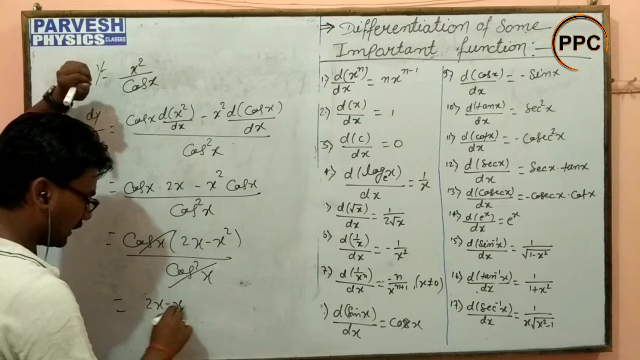 PARVESH
PHYSICS CLASSES
y = x²/Cosx
dy = Cosx d(x²)/dx - x² d(Cosx)/dx / Cos²x
= Cosx · 2x - x² Cosx / Cos²x
= Cosx (2x - x²) / Cos²x
= 2x - x
⇒ Differentiation of Some
Important function :-
PPC
1) d(xⁿ)/dx = nxⁿ⁻¹
2) d(x)/dx = 1
3) d(c)/dx = 0
4) d(logₑx)/dx = 1/x
) d(√x)/dx = 1/2√x
6) d(1/x)/dx = -1/x²
7) d(1/xⁿ)/dx = n/xⁿ⁺¹, (x≠0)
) d(Sinx)/dx = Cosx
9) d(Cosx)/dx = - Sinx
10) d(tanx)/dx = Sec²x
11) d(Cotx)/dx = - Cosec²x
12) d(Secx)/dx = Secx · tanx
13) d(Cosecx)/dx = -Cosecx · Cotx
14) d(eˣ)/dx = eˣ
15) d(Sin⁻¹x)/dx = 1/√1-x²
16) d(tan⁻¹x)/dx = 1/1+x²
17) d(Sec⁻¹x)/dx = 1/x√x²-1